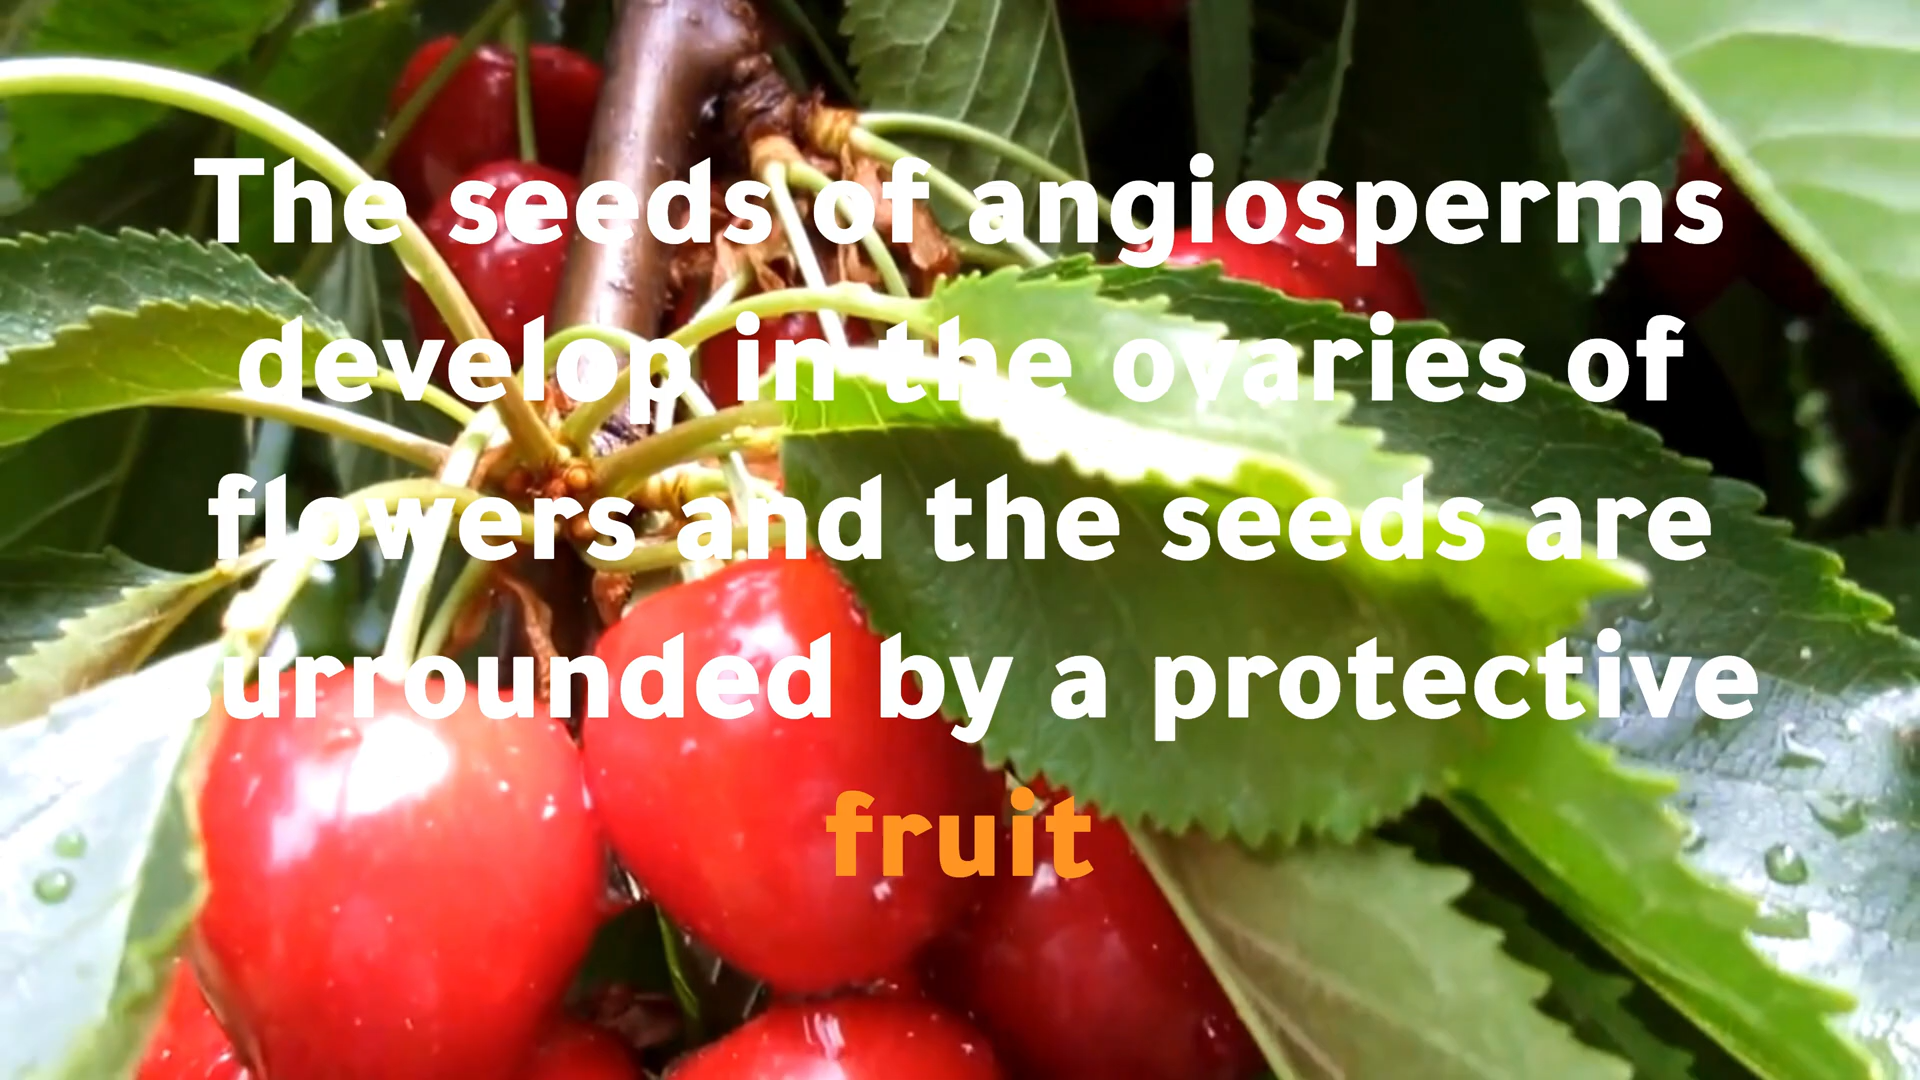 The seeds of angiosperms
develop in the ovaries of
flowers and the seeds are
surrounded by a protective
fruit